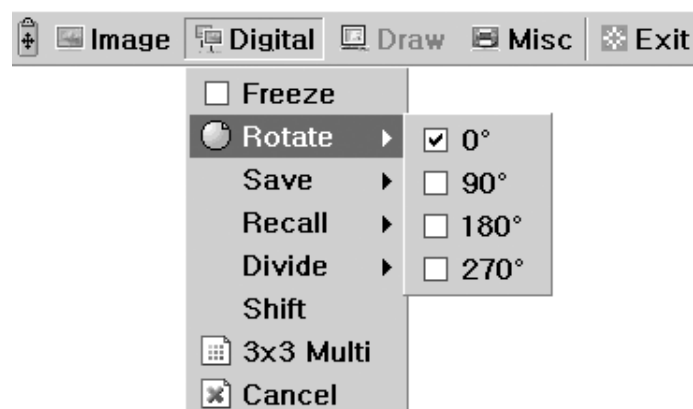 Image Digital Draw Misc Exit
Freeze
Rotate
0°
90°
180°
270°
Save
Recall
Divide
Shift
3x3 Multi
Cancel